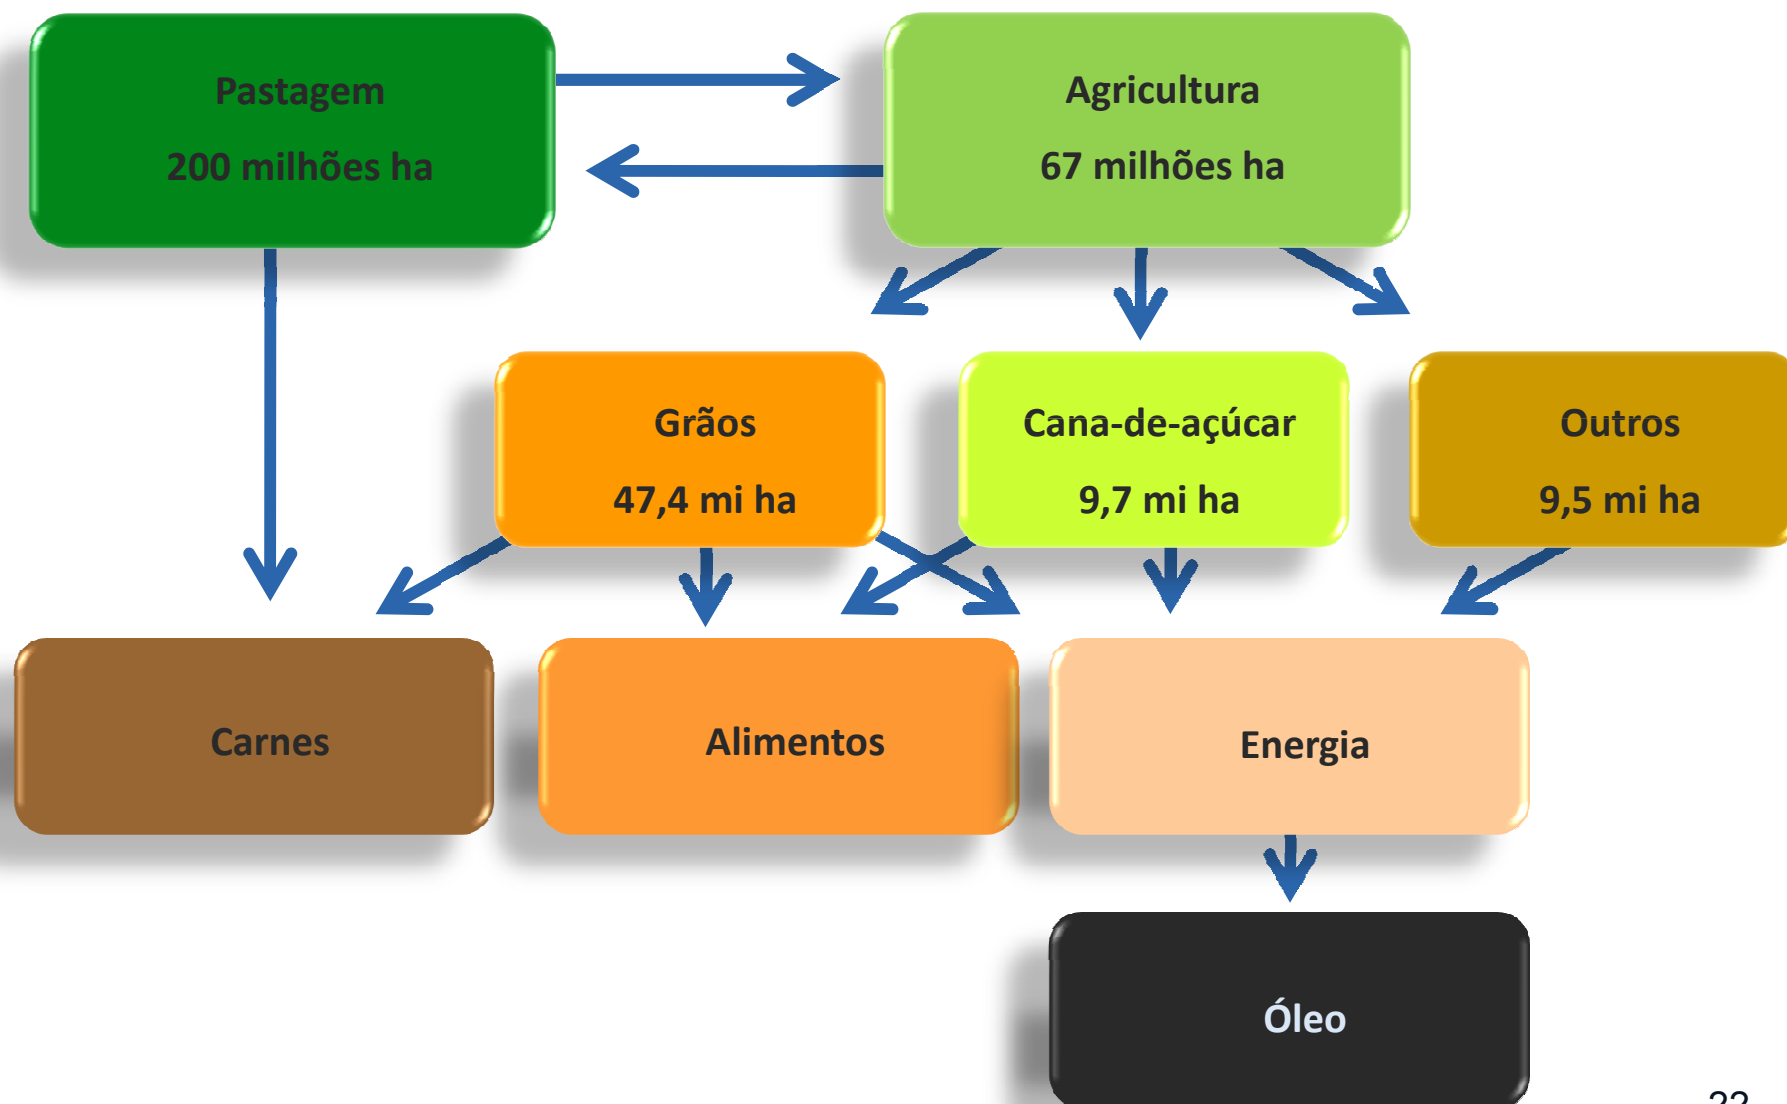 Pastagem
200 milhões ha
Agricultura
67 milhões ha
Grãos
47,4 mi ha
Cana-de-açúcar
9,7 mi ha
Outros
9,5 mi ha
Carnes
Alimentos
Energia
Óleo